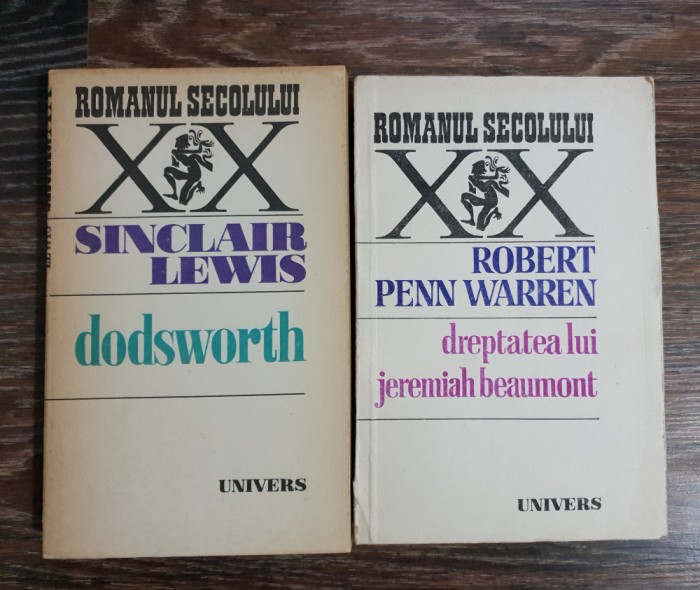 ROMANUL SECOLULUI
XX
SINCLAIR
LEWIS
dodsworth
UNIVERS
ROMANUL SECOLULUI
XX
ROBERT
PENN WARREN
dreptatea lui
jeremiah beaumont
UNIVERS